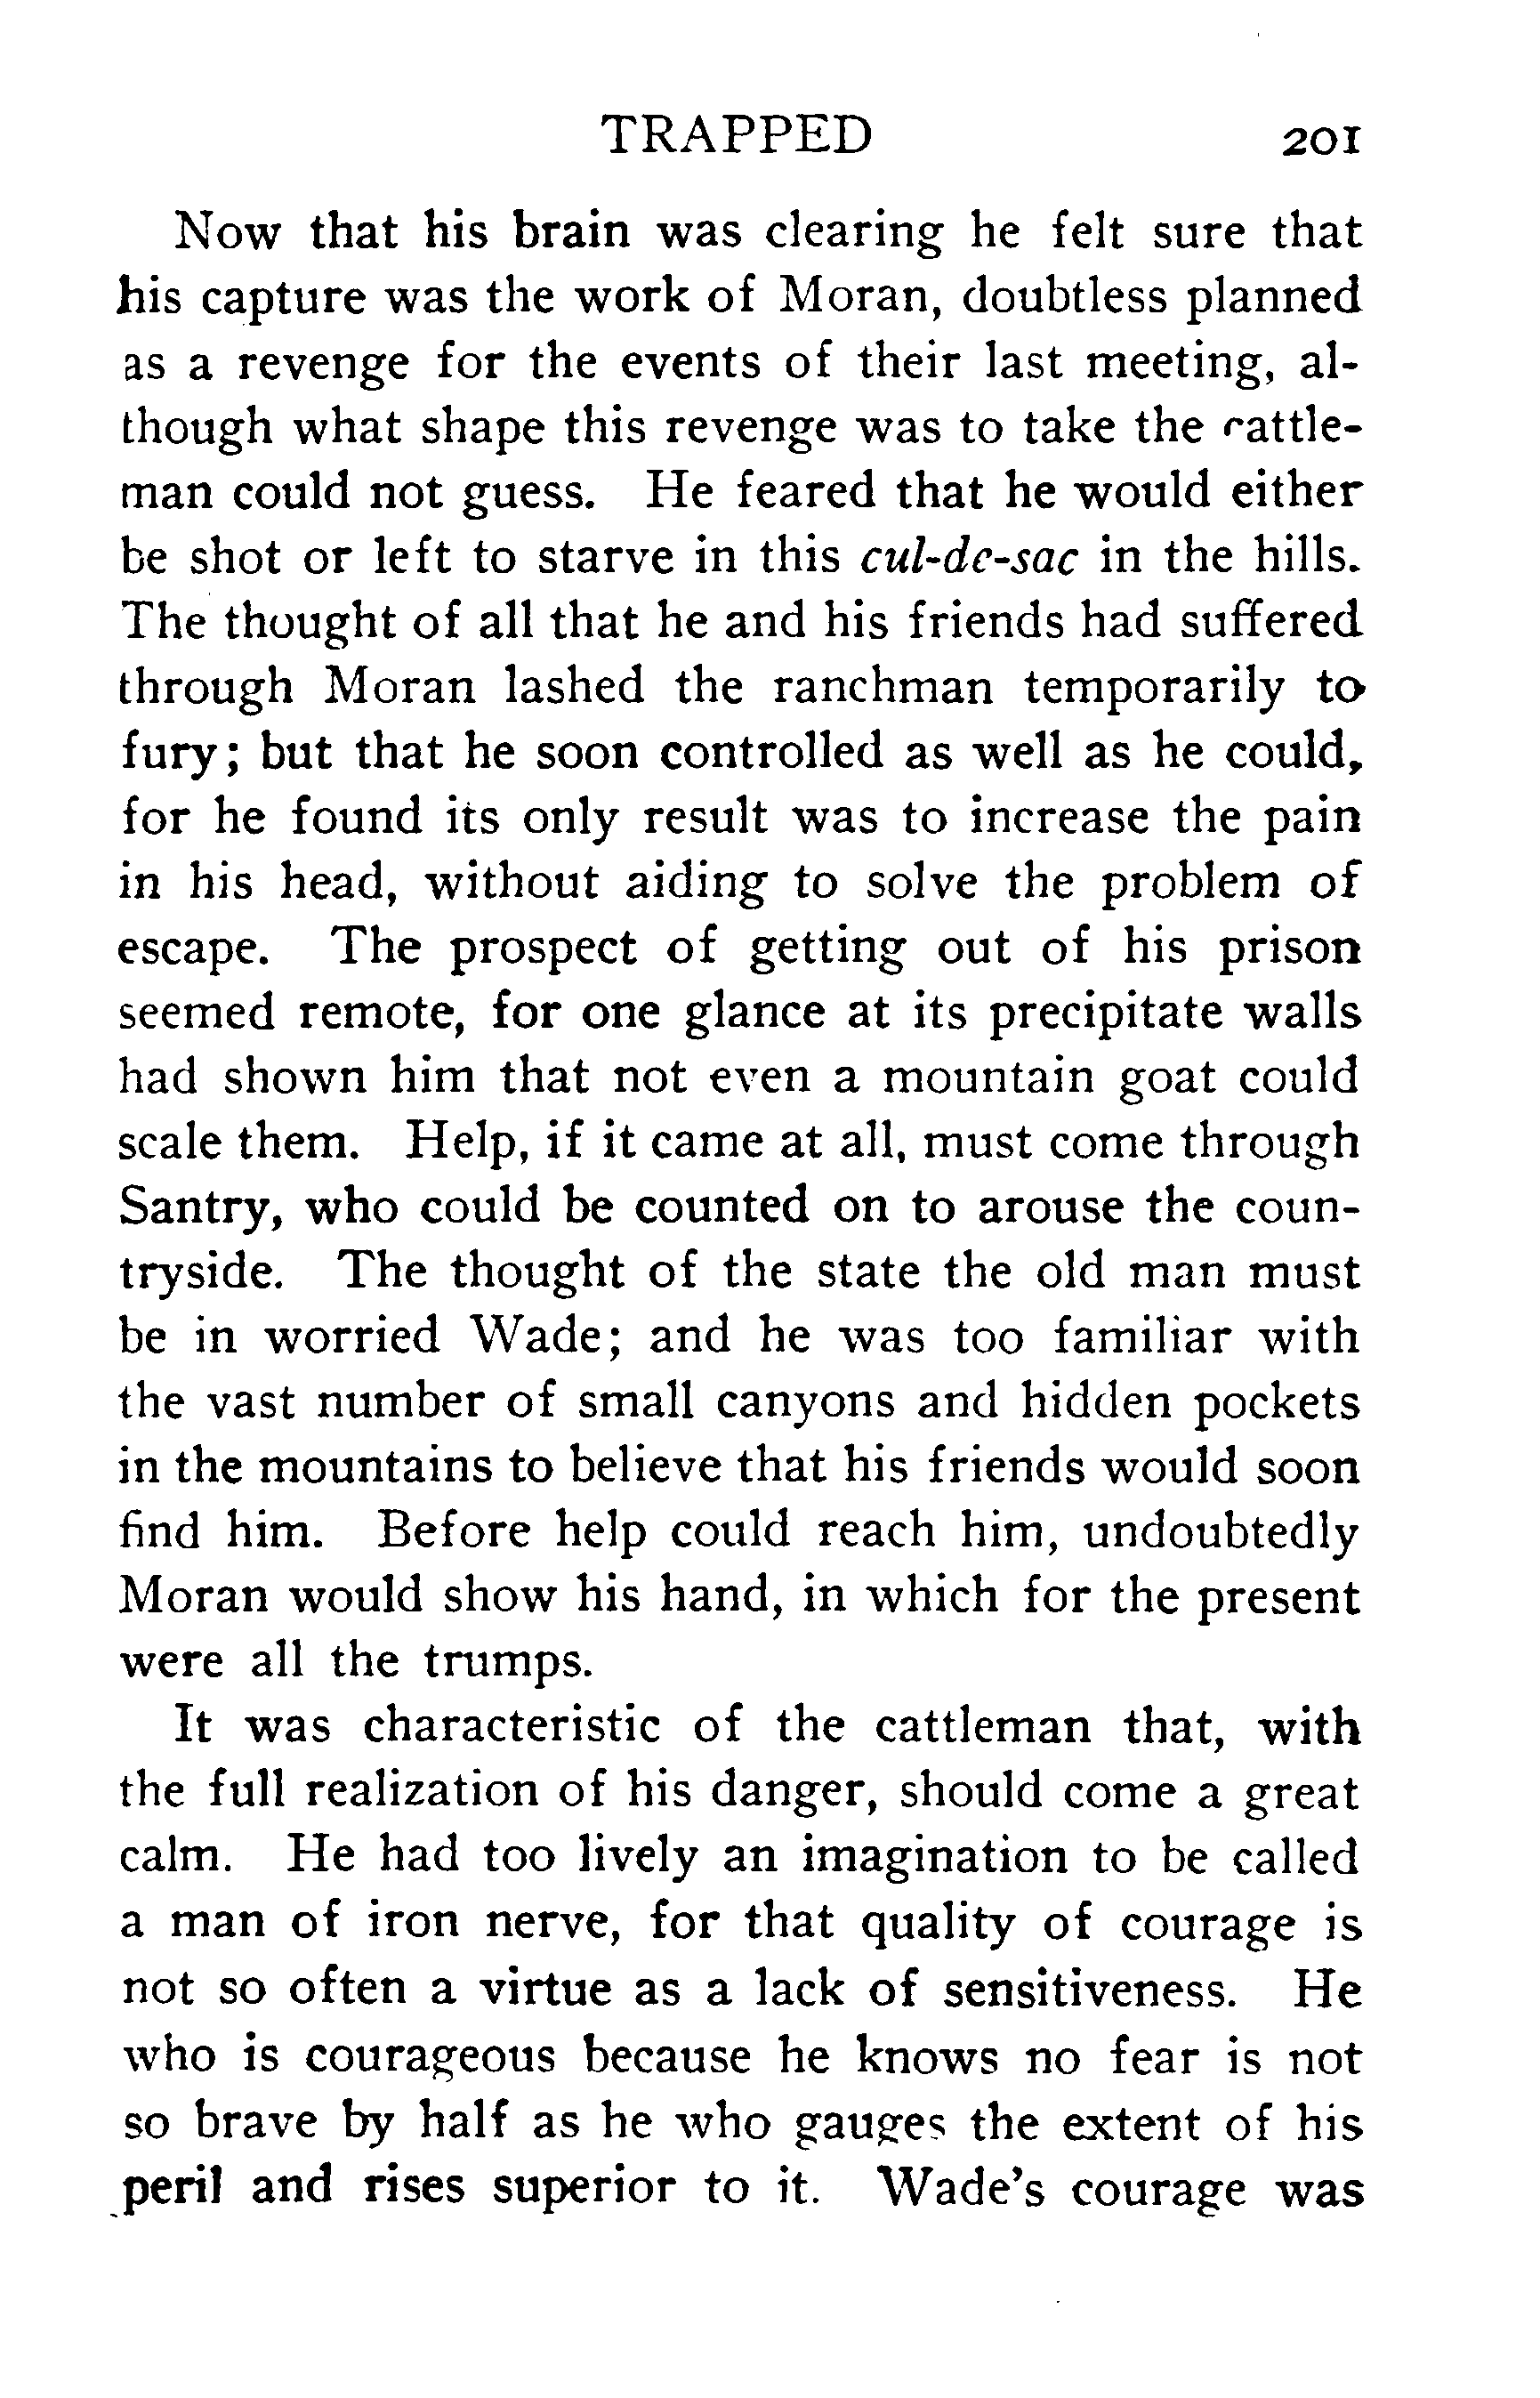 TRAPPED 201
Now that his brain was clearing he felt sure that
his capture was the work of Moran, doubtless planned
as a revenge for the events of their last meeting, al-
though what shape this revenge was to take the cattle-
man could not guess. He feared that he would either
be shot or left to starve in this cul-de-sac in the hills.
The thought of all that he and his friends had suffered
through Moran lashed the ranchman temporarily to
fury; but that he soon controlled as well as he could,
for he found its only result was to increase the pain
in his head, without aiding to solve the problem of
escape. The prospect of getting out of his prison
seemed remote, for one glance at its precipitate walls
had shown him that not even a mountain goat could
scale them. Help, if it came at all, must come through
Santry, who could be counted on to arouse the coun-
tryside. The thought of the state the old man must
be in worried Wade; and he was too familiar with
the vast number of small canyons and hidden pockets
in the mountains to believe that his friends would soon
find him. Before help could reach him, undoubtedly
Moran would show his hand, in which for the present
were all the trumps.
It was characteristic of the cattleman that, with
the full realization of his danger, should come a great
calm. He had too lively an imagination to be called
a man of iron nerve, for that quality of courage is
not so often a virtue as a lack of sensitiveness. He
who is courageous because he knows no fear is not
so brave by half as he who gauges the extent of his
peril and rises superior to it. Wade's courage was